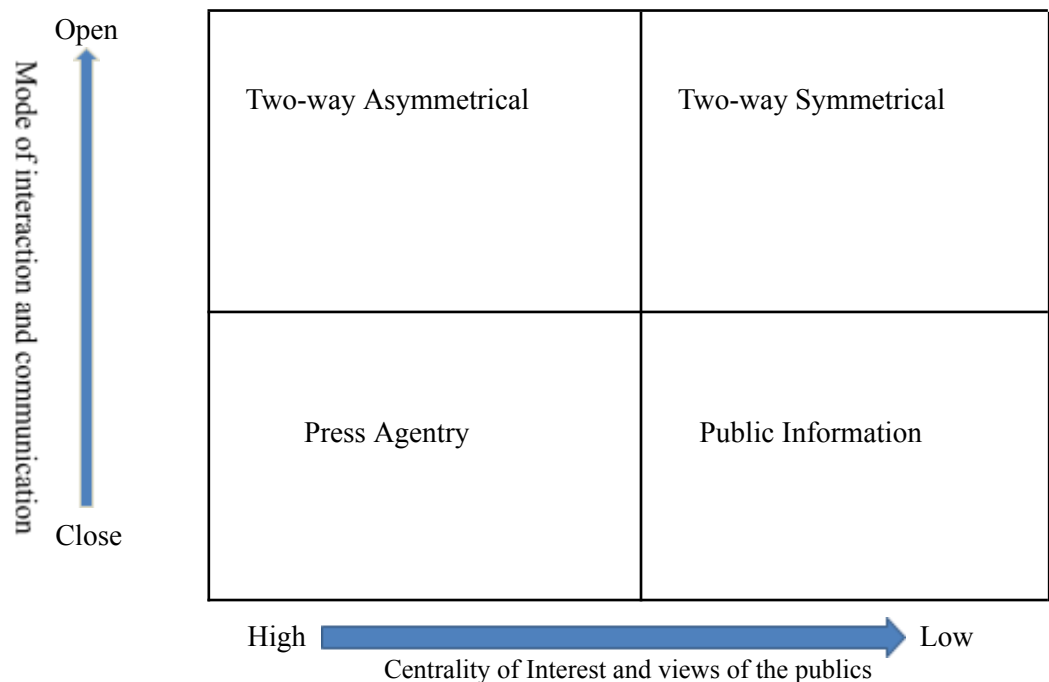 Open
Mode of interaction and communication
Two-way Asymmetrical
Two-way Symmetrical
Press Agentry
Public Information
Close
High
Low
Centrality of Interest and views of the publics